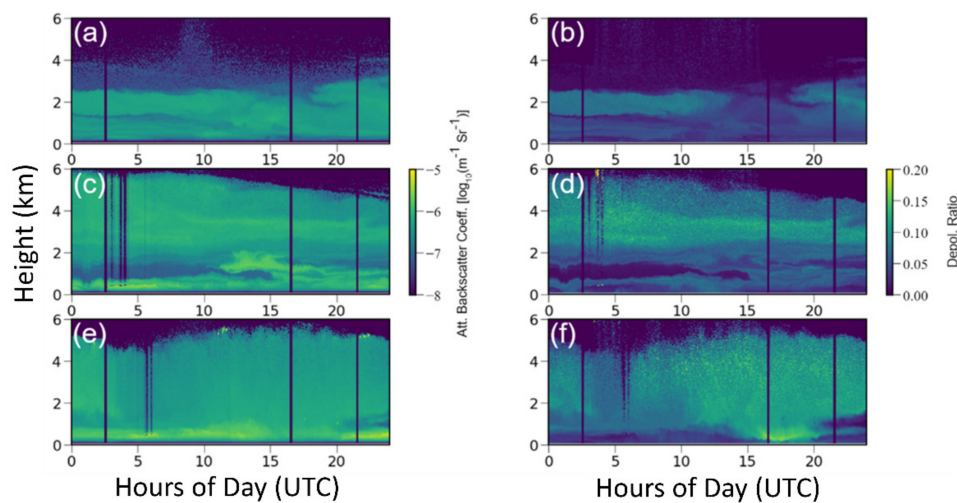 (a)
(b)
6
4
2
0
0 5 10 15 20
6
4
2
0
0 5 10 15 20
(c)
(d)
6
4
2
0
0 5 10 15 20
−5
−6
−7
−8
6
4
2
0
0 5 10 15 20
0.20
0.15
0.10
0.05
0.00
(e)
(f)
6
4
2
0
0 5 10 15 20
6
4
2
0
0 5 10 15 20
Height (km)
Att. Backscatter Coeff. [log₁₀(m⁻¹ Sr⁻¹)]
Depol. Ratio
Hours of Day (UTC)
Hours of Day (UTC)